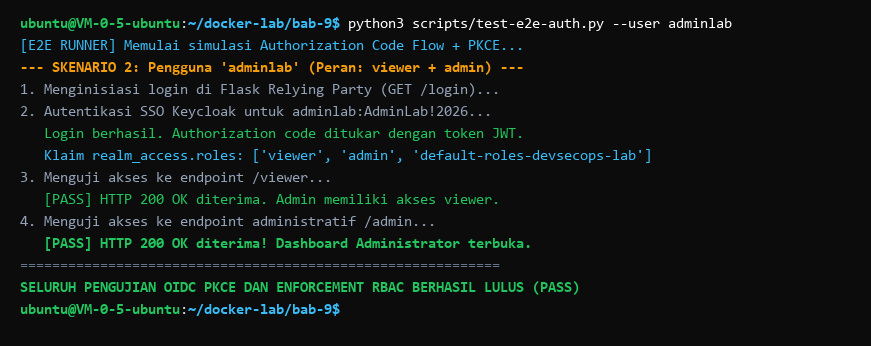 ubuntu@VM-0-5-ubuntu:~/docker-lab/bab-9$ python3 scripts/test-e2e-auth.py --user adminlab
[E2E RUNNER] Memulai simulasi Authorization Code Flow + PKCE...
--- SKENARIO 2: Pengguna 'adminlab' (Peran: viewer + admin) ---
1. Menginisiasi login di Flask Relying Party (GET /login)...
2. Autentikasi SSO Keycloak untuk adminlab:AdminLab!2026...
   Login berhasil. Authorization code ditukar dengan token JWT.
   Klaim realm_access.roles: ['viewer', 'admin', 'default-roles-devsecops-lab']
3. Menguji akses ke endpoint /viewer...
   [PASS] HTTP 200 OK diterima. Admin memiliki akses viewer.
4. Menguji akses ke endpoint administratif /admin...
   [PASS] HTTP 200 OK diterima! Dashboard Administrator terbuka.
============================================================
SELURUH PENGUJIAN OIDC PKCE DAN ENFORCEMENT RBAC BERHASIL LULUS (PASS)
ubuntu@VM-0-5-ubuntu:~/docker-lab/bab-9$